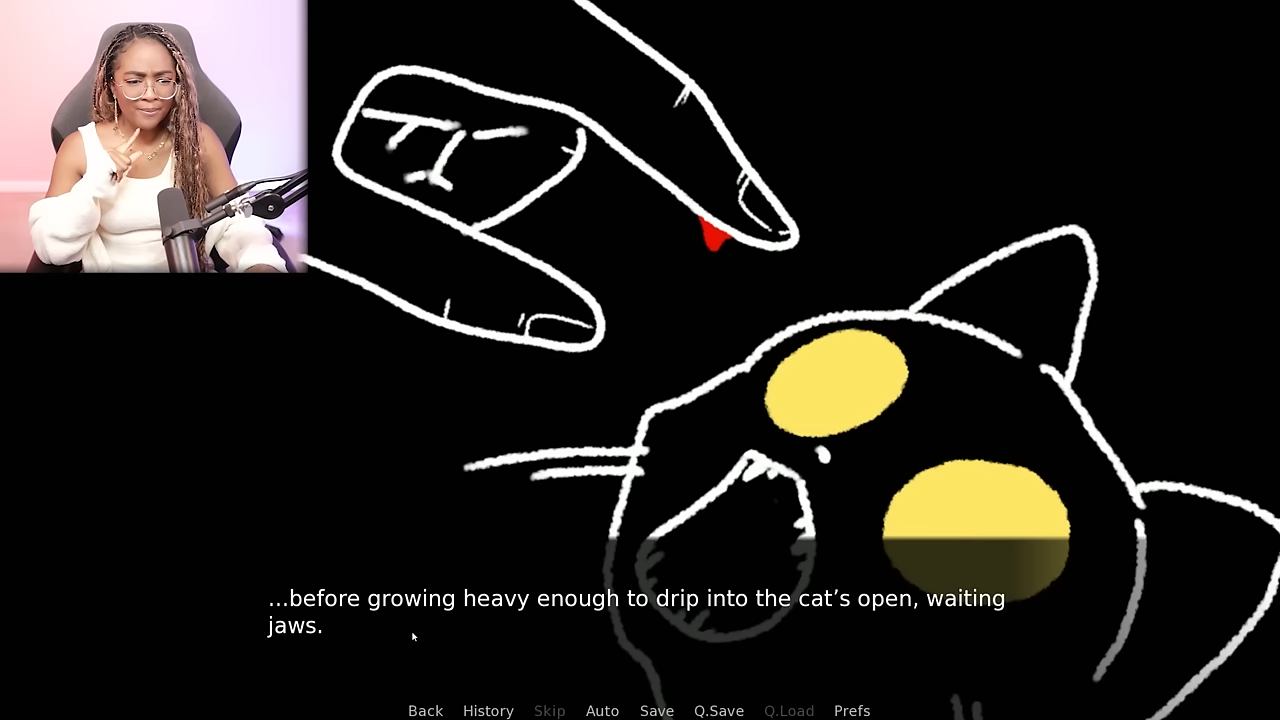 ...before growing heavy enough to drip into the cat’s open, waiting
jaws.
Back History Skip Auto Save Q.Save Q.Load Prefs